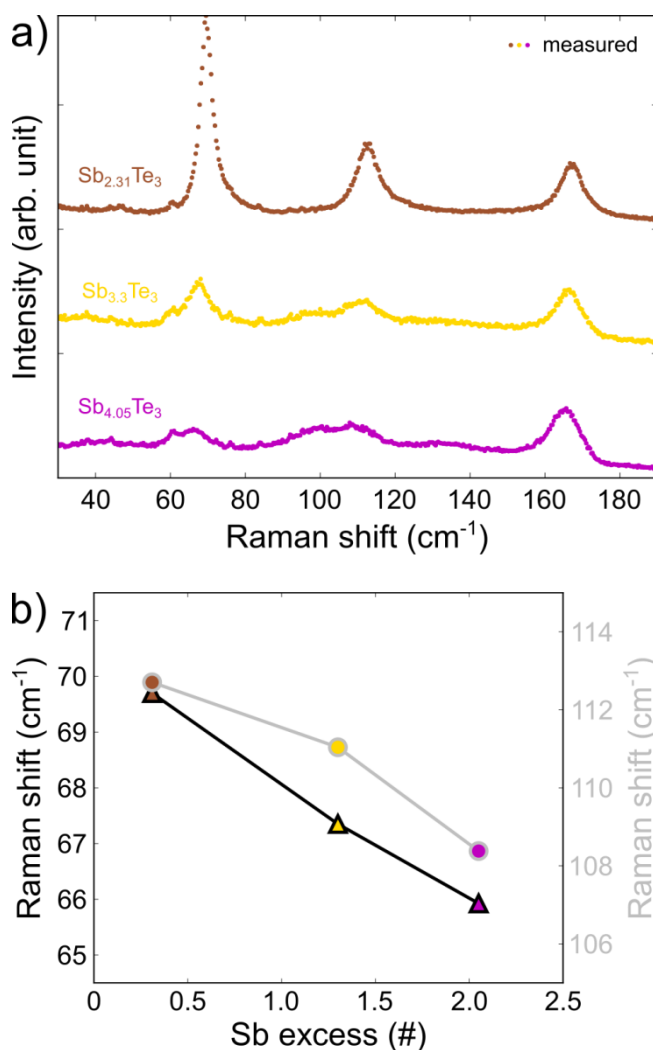 a)
measured
Sb2.31Te3
Sb3.3Te3
Sb4.05Te3
Intensity (arb. unit)
40 60 80 100 120 140 160 180
Raman shift (cm⁻¹)
b)
71
70
69
68
67
66
65
Raman shift (cm⁻¹)
114
112
110
108
106
Raman shift (cm⁻¹)
0 0.5 1.0 1.5 2.0 2.5
Sb excess (#)